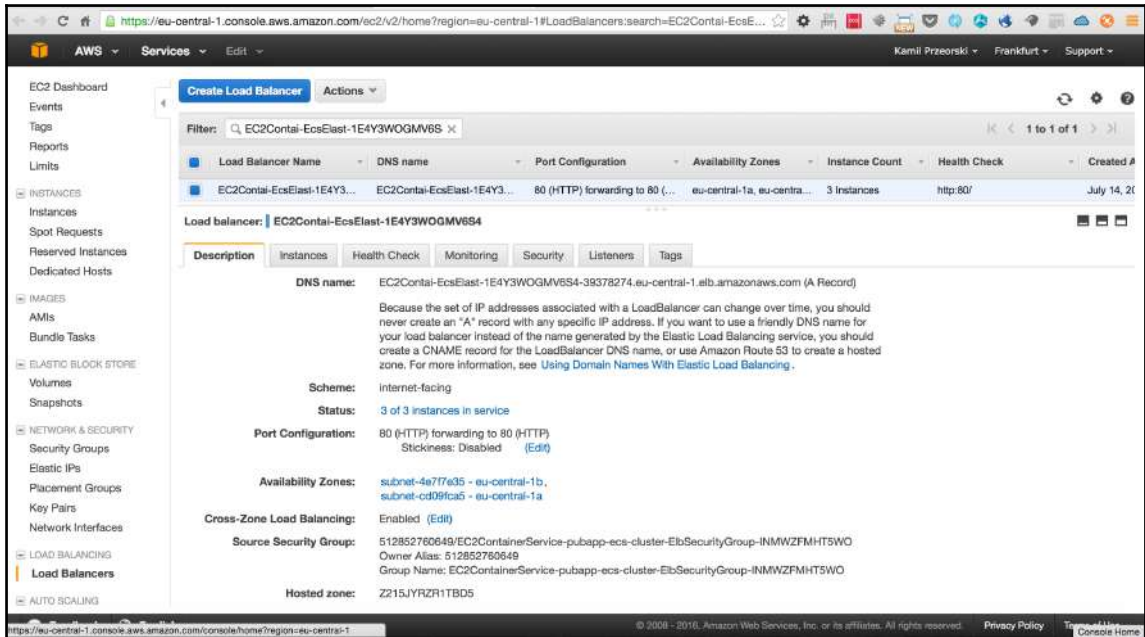 https://eu-central-1.console.aws.amazon.com/ec2/v2/home?region=eu-central-1#LoadBalancers:search=EC2Contai-EcsE...
AWS Services Edit Kamil Przeorski Frankfurt Support
EC2 Dashboard
Events
Tags
Reports
Limits
INSTANCES
Instances
Spot Requests
Reserved Instances
Dedicated Hosts
IMAGES
AMIs
Bundle Tasks
ELASTIC BLOCK STORE
Volumes
Snapshots
NETWORK & SECURITY
Security Groups
Elastic IPs
Placement Groups
Key Pairs
Network Interfaces
LOAD BALANCING
Load Balancers
AUTO SCALING
Create Load Balancer Actions
Filter: EC2Contai-EcsElast-1E4Y3WOGMV6S 1 to 1 of 1
Load Balancer Name DNS name Port Configuration Availability Zones Instance Count Health Check Created A
EC2Contai-EcsElast-1E4Y3... EC2Contai-EcsElast-1E4Y3... 80 (HTTP) forwarding to 80 (... eu-central-1a, eu-centra... 3 Instances http:80/ July 14, 20
Load balancer: EC2Contai-EcsElast-1E4Y3WOGMV6S4
Description Instances Health Check Monitoring Security Listeners Tags
DNS name: EC2Contai-EcsElast-1E4Y3WOGMV6S4-39378274.eu-central-1.elb.amazonaws.com (A Record)
Because the set of IP addresses associated with a LoadBalancer can change over time, you should
never create an "A" record with any specific IP address. If you want to use a friendly DNS name for
your load balancer instead of the name generated by the Elastic Load Balancing service, you should
create a CNAME record for the LoadBalancer DNS name, or use Amazon Route 53 to create a hosted
zone. For more information, see Using Domain Names With Elastic Load Balancing.
Scheme: internet-facing
Status: 3 of 3 instances in service
Port Configuration: 80 (HTTP) forwarding to 80 (HTTP)
Stickiness: Disabled (Edit)
Availability Zones: subnet-4e7f7e35 - eu-central-1b,
subnet-cd09fca5 - eu-central-1a
Cross-Zone Load Balancing: Enabled (Edit)
Source Security Group: 512852760649/EC2ContainerService-pubapp-ecs-cluster-ElbSecurityGroup-INMWZFMHT5WO
Owner Alias: 512852760649
Group Name: EC2ContainerService-pubapp-ecs-cluster-ElbSecurityGroup-INMWZFMHT5WO
Hosted zone: Z215JYRZR1TBD5
https://eu-central-1.console.aws.amazon.com/console/home?region=eu-central-1
© 2008 - 2016, Amazon Web Services, Inc. or its affiliates. All rights reserved. Privacy Policy
Console Home